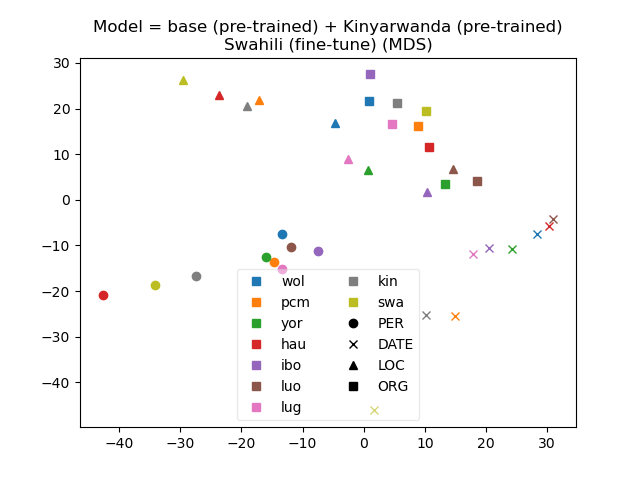 Model = base (pre-trained) + Kinyarwanda (pre-trained)
Swahili (fine-tune) (MDS)
30
20
10
0
−10
−20
−30
−40
wol
pcm
yor
hau
ibo
luo
lug
kin
swa
PER
DATE
LOC
ORG
−40 −30 −20 −10 0 10 20 30